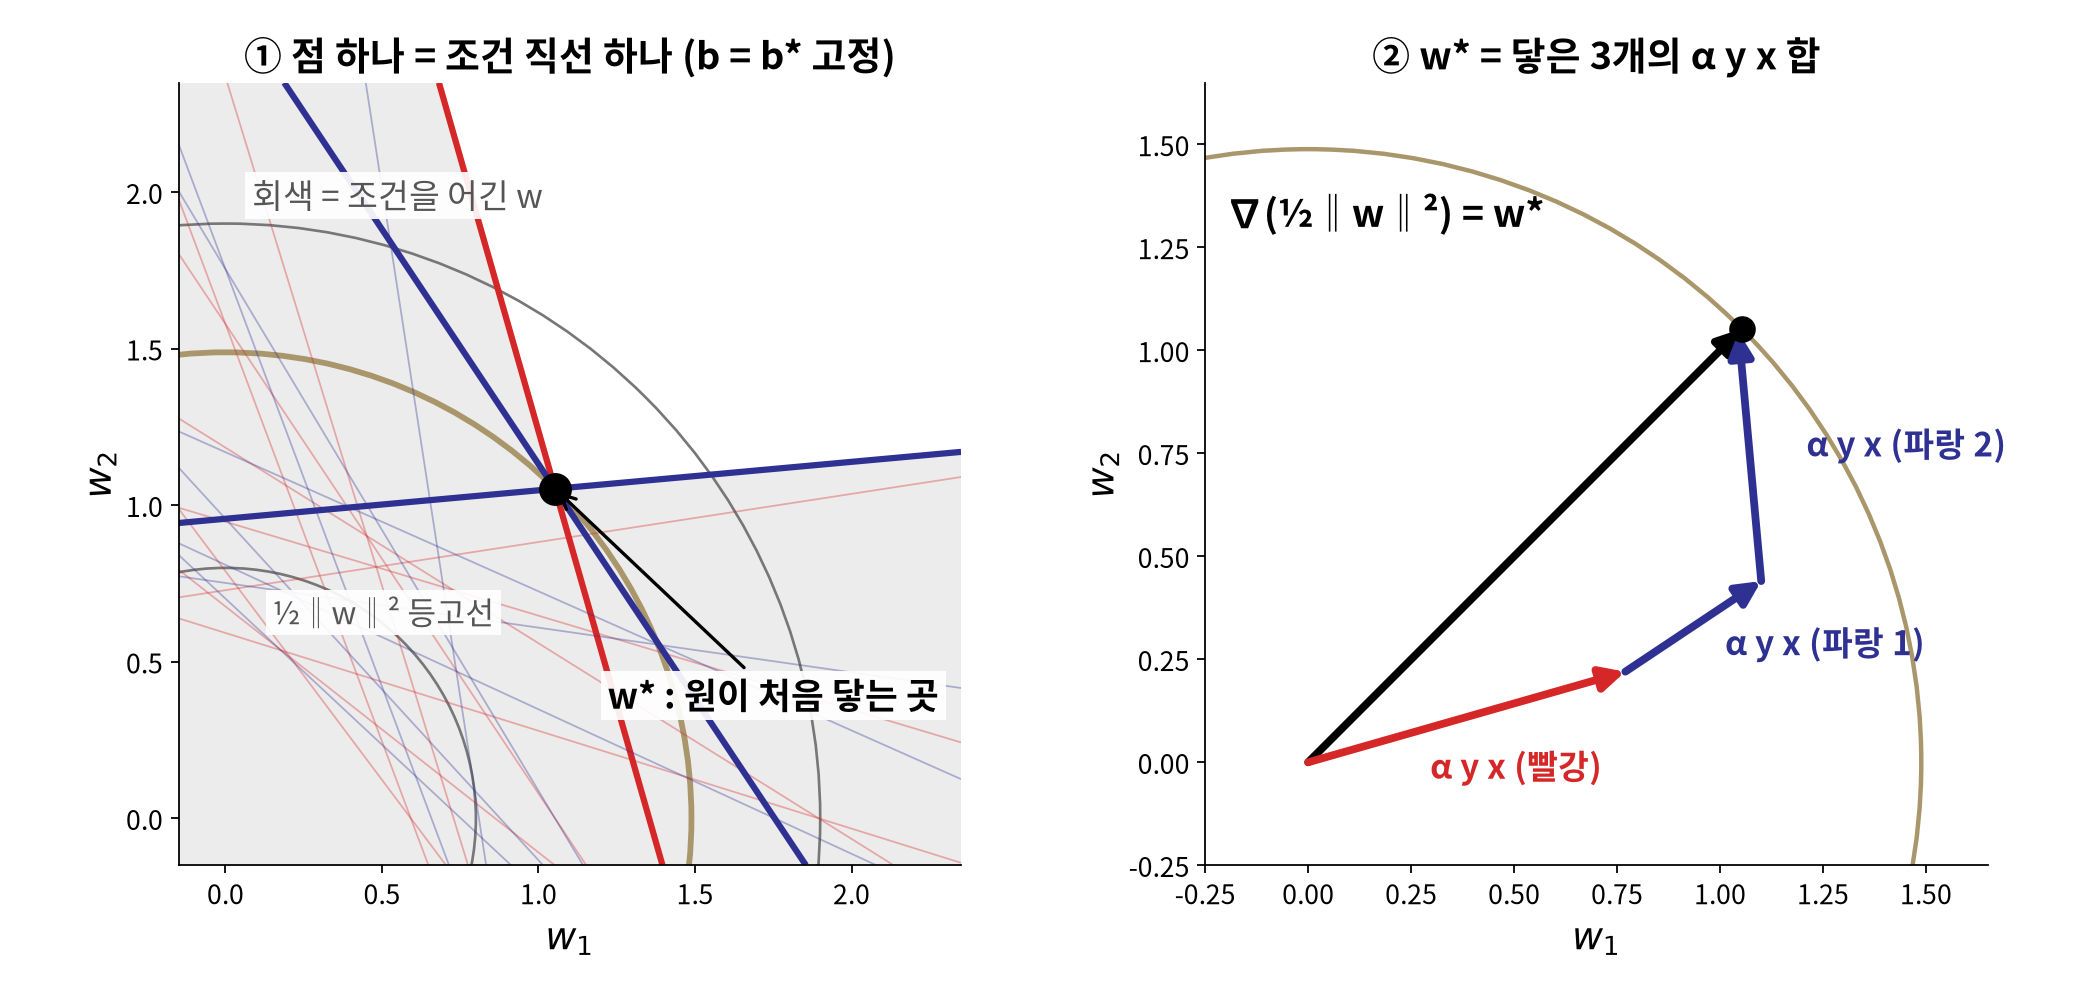 ① 점 하나 = 조건 직선 하나 (b = b* 고정)
회색 = 조건을 어긴 w
½ ‖ w ‖ ² 등고선
w* : 원이 처음 닿는 곳
w₂
2.0
1.5
1.0
0.5
0.0
0.0 0.5 1.0 1.5 2.0
w₁
② w* = 닿은 3개의 α y x 합
∇ (½ ‖ w ‖ ²) = w*
α y x (파랑 2)
α y x (파랑 1)
α y x (빨강)
w₂
1.50
1.25
1.00
0.75
0.50
0.25
0.00
-0.25
-0.25 0.00 0.25 0.50 0.75 1.00 1.25 1.50
w₁